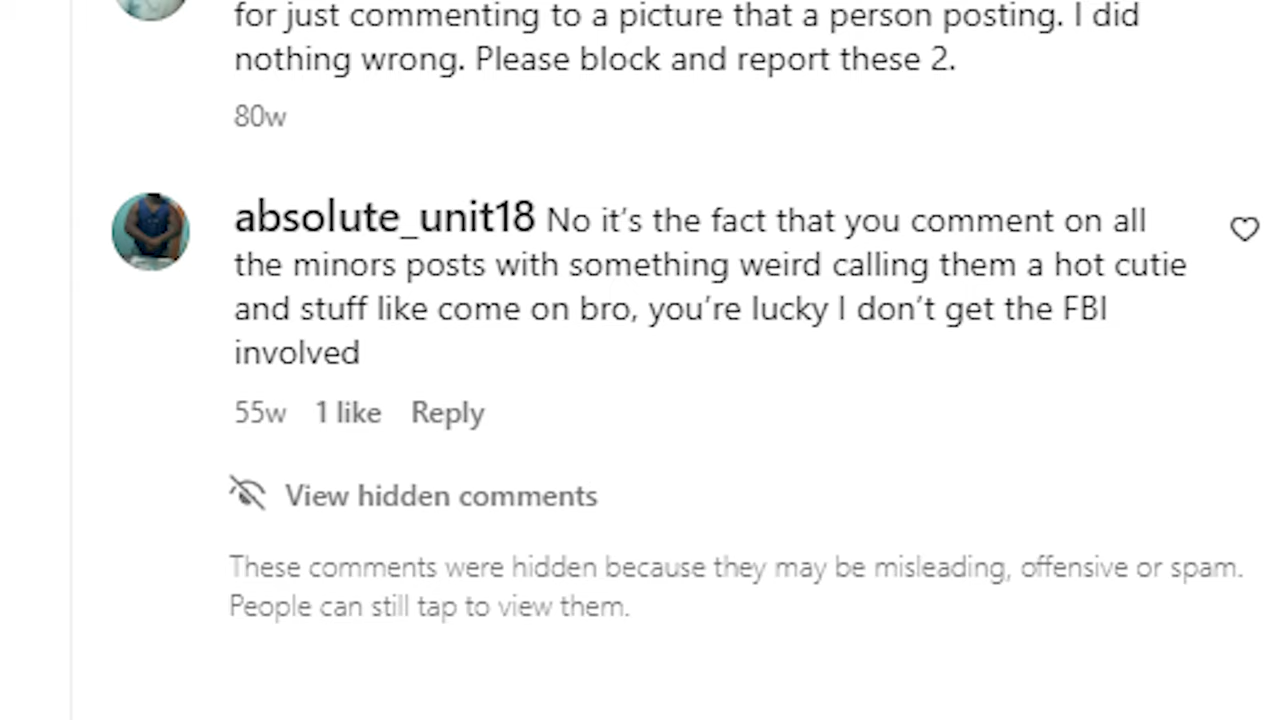 for just commenting to a picture that a person posting. I did
nothing wrong. Please block and report these 2.
80w
absolute_unit18 No it’s the fact that you comment on all
the minors posts with something weird calling them a hot cutie
and stuff like come on bro, you’re lucky I don’t get the FBI
involved
55w 1 like Reply
View hidden comments
These comments were hidden because they may be misleading, offensive or spam.
People can still tap to view them.